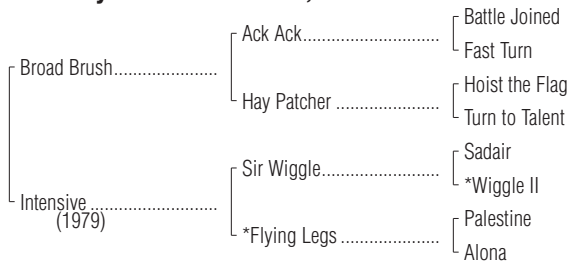 Battle Joined
Ack Ack
Fast Turn
Broad Brush
Hoist the Flag
Hay Patcher
Turn to Talent
Sadair
Sir Wiggle
*Wiggle II
Intensive
(1979)
Palestine
*Flying Legs
Alona